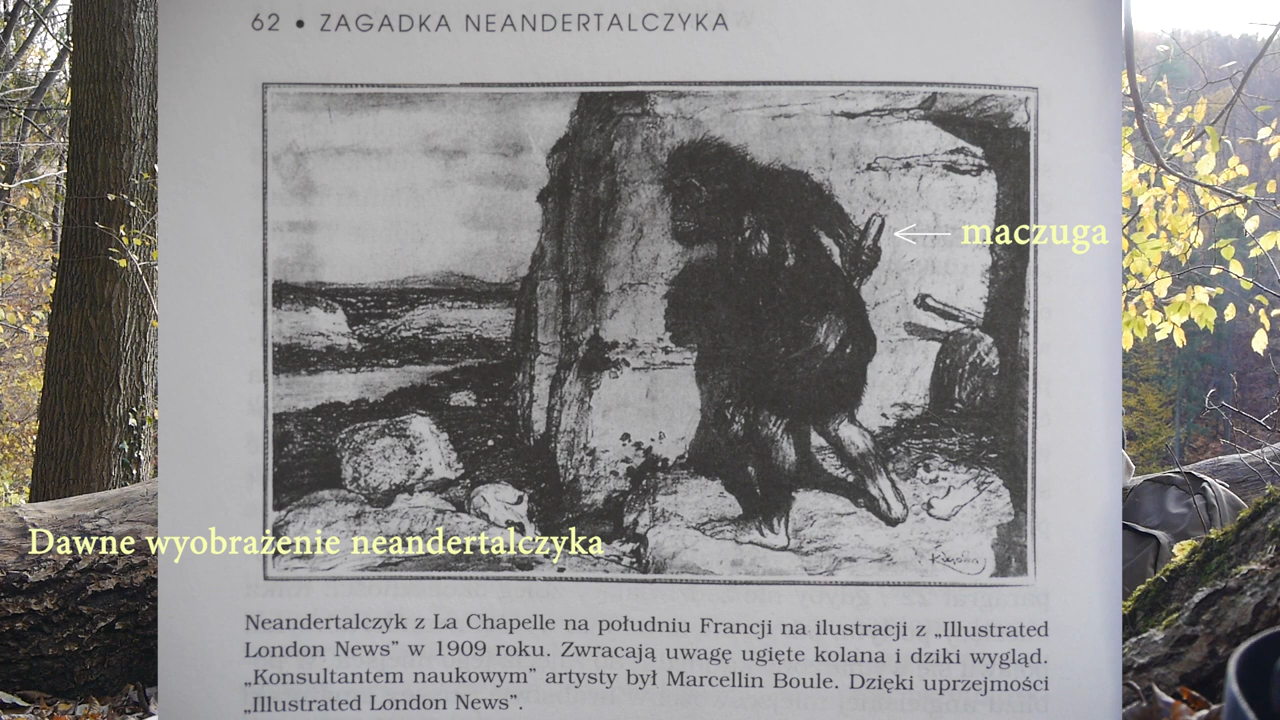 62 • ZAGADKA NEANDERTALCZYKA
maczuga
Dawne wyobrażenie neandertalczyka
Neandertalczyk z La Chapelle na południu Francji na ilustracji z „Illustrated
London News” w 1909 roku. Zwracają uwagę ugięte kolana i dziki wygląd.
„Konsultantem naukowym” artysty był Marcellin Boule. Dzięki uprzejmości
„Illustrated London News”.